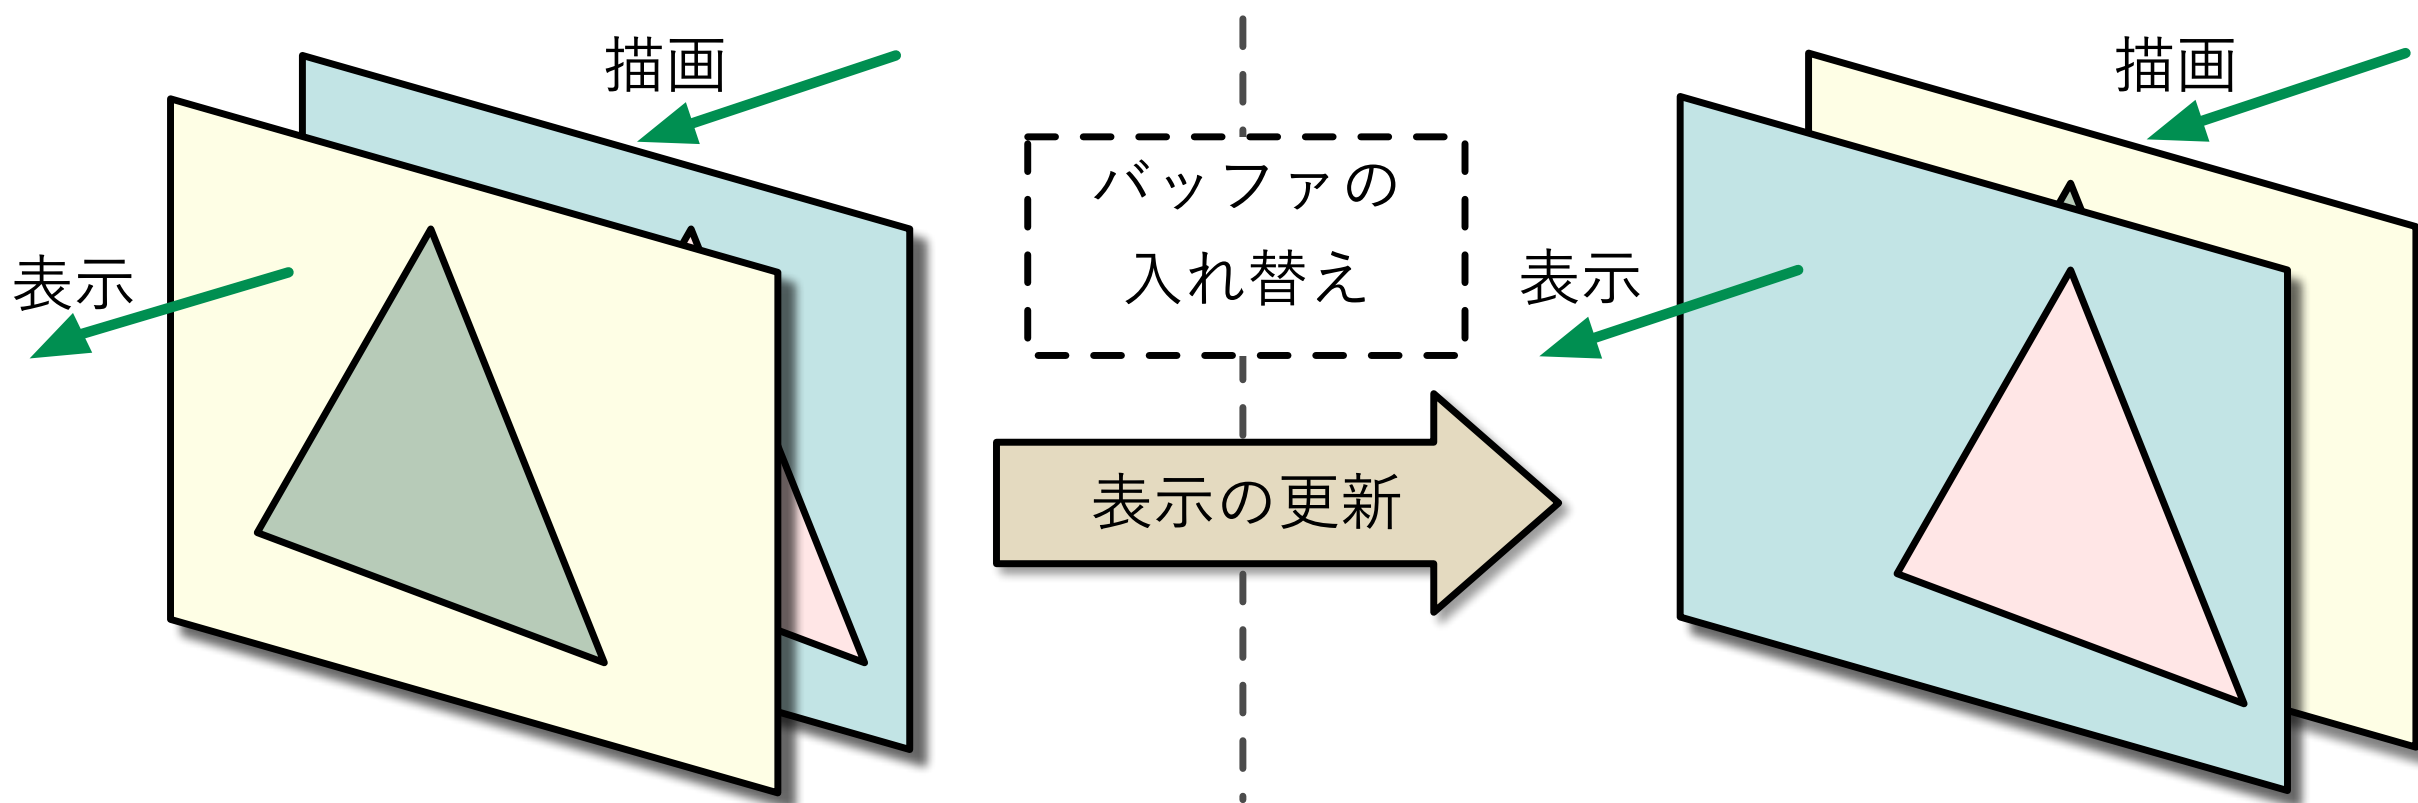 描画
表示
バッファの
入れ替え
表示の更新
描画
表示